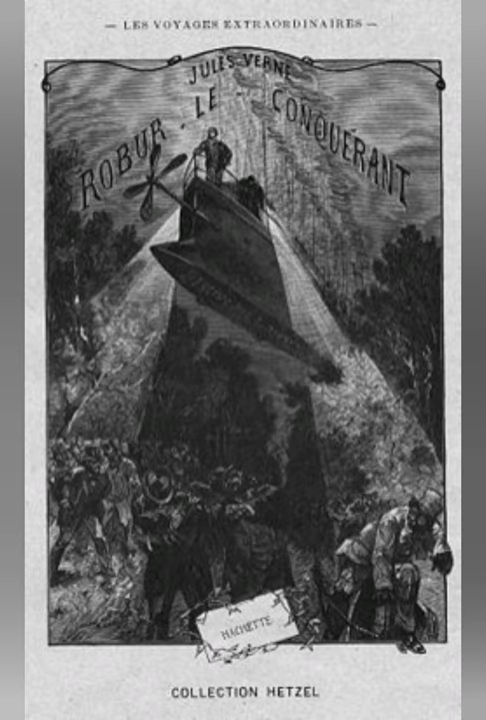 — LES VOYAGES EXTRAORDINAIRES —
JULES VERNE
ROBUR - LE - CONQUÉRANT
HACHETTE
COLLECTION HETZEL